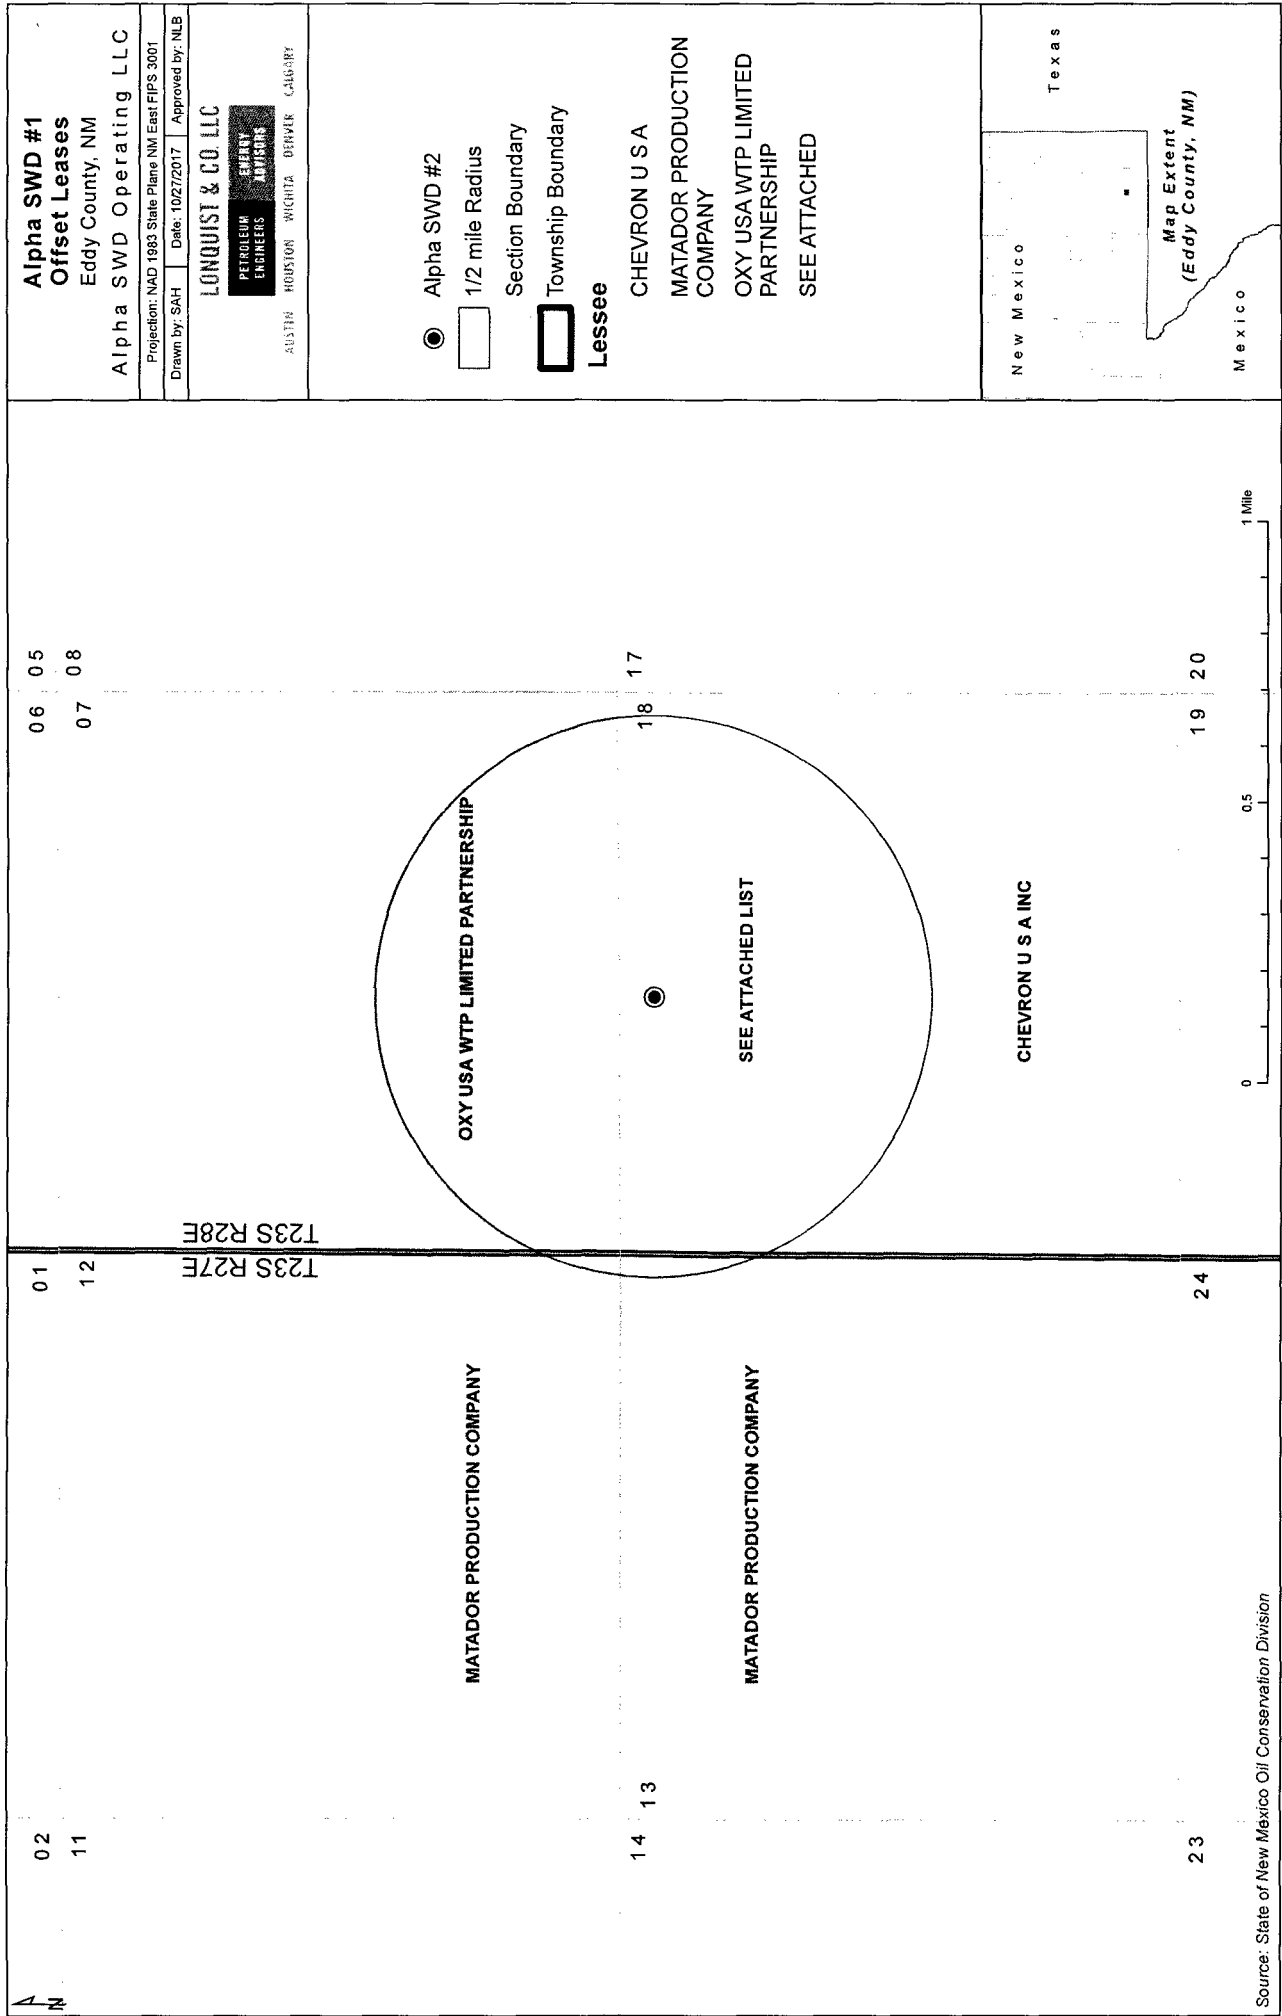 Alpha SWD #1
Offset Leases
Eddy County, NM
Alpha SWD Operating LLC
Projection: NAD 1983 State Plane NM East FIPS 3001
Drawn by: SAH Date: 10/27/2017 Approved by: NLB
LONQUIST & CO. LLC
PETROLEUM ENGINEERS
ENERGY ADVISORS
AUSTIN HOUSTON WICHITA DENVER CALGARY
Alpha SWD #2
1/2 mile Radius
Section Boundary
Township Boundary
Lessee
CHEVRON U S A
MATADOR PRODUCTION
COMPANY
OXY USA WTP LIMITED
PARTNERSHIP
SEE ATTACHED
New Mexico
Texas
Map Extent
(Eddy County, NM)
Mexico
N
02
01
06 05
11
12
07
08
T23S R27E
T23S R28E
MATADOR PRODUCTION COMPANY
OXY USA WTP LIMITED PARTNERSHIP
14
13
18
17
MATADOR PRODUCTION COMPANY
SEE ATTACHED LIST
CHEVRON U S A INC
23
24
19
20
0 0.5 1 Mile
Source: State of New Mexico Oil Conservation Division